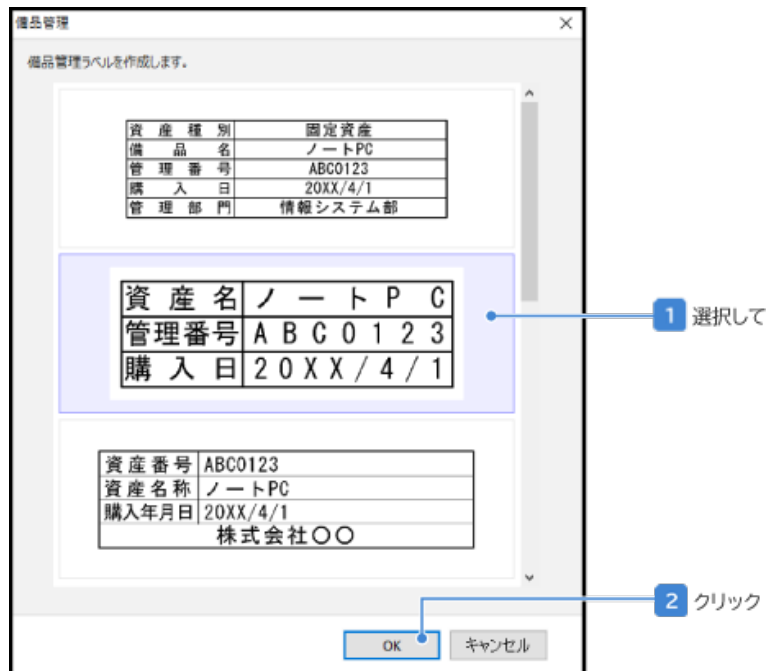 備品管理
備品管理ラベルを作成します。
資産種別 固定資産
備品名 ノートPC
管理番号 ABC0123
購入日 20XX/4/1
管理部門 情報システム部
資産名 ノートPC
管理番号 ABC0123
購入日 20XX/4/1
1 選択して
資産番号 ABC0123
資産名称 ノートPC
購入年月日 20XX/4/1
株式会社〇〇
2 クリック
OK キャンセル